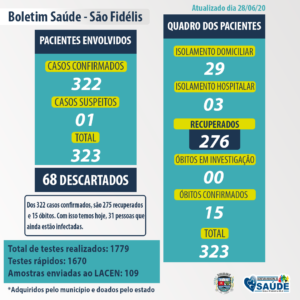 Boletim Saúde - São Fidélis
Atualizado dia 28/06/20
PACIENTES ENVOLVIDOS
CASOS CONFIRMADOS
322
CASOS SUSPEITOS
01
TOTAL
323
68 DESCARTADOS
Dos 322 casos confirmados, são 275 recuperados
e 15 óbitos. Com isso temos hoje, 31 pessoas que
ainda estão infectadas.
QUADRO DOS PACIENTES
ISOLAMENTO DOMICILIAR
29
ISOLAMENTO HOSPITALAR
03
RECUPERADOS
276
ÓBITOS EM INVESTIGAÇÃO
00
ÓBITOS CONFIRMADOS
15
TOTAL
323
Total de testes realizados: 1779
Testes rápidos: 1670
Amostras enviadas ao LACEN: 109
*Adquiridos pelo município e doados pelo estado
SAÚDE